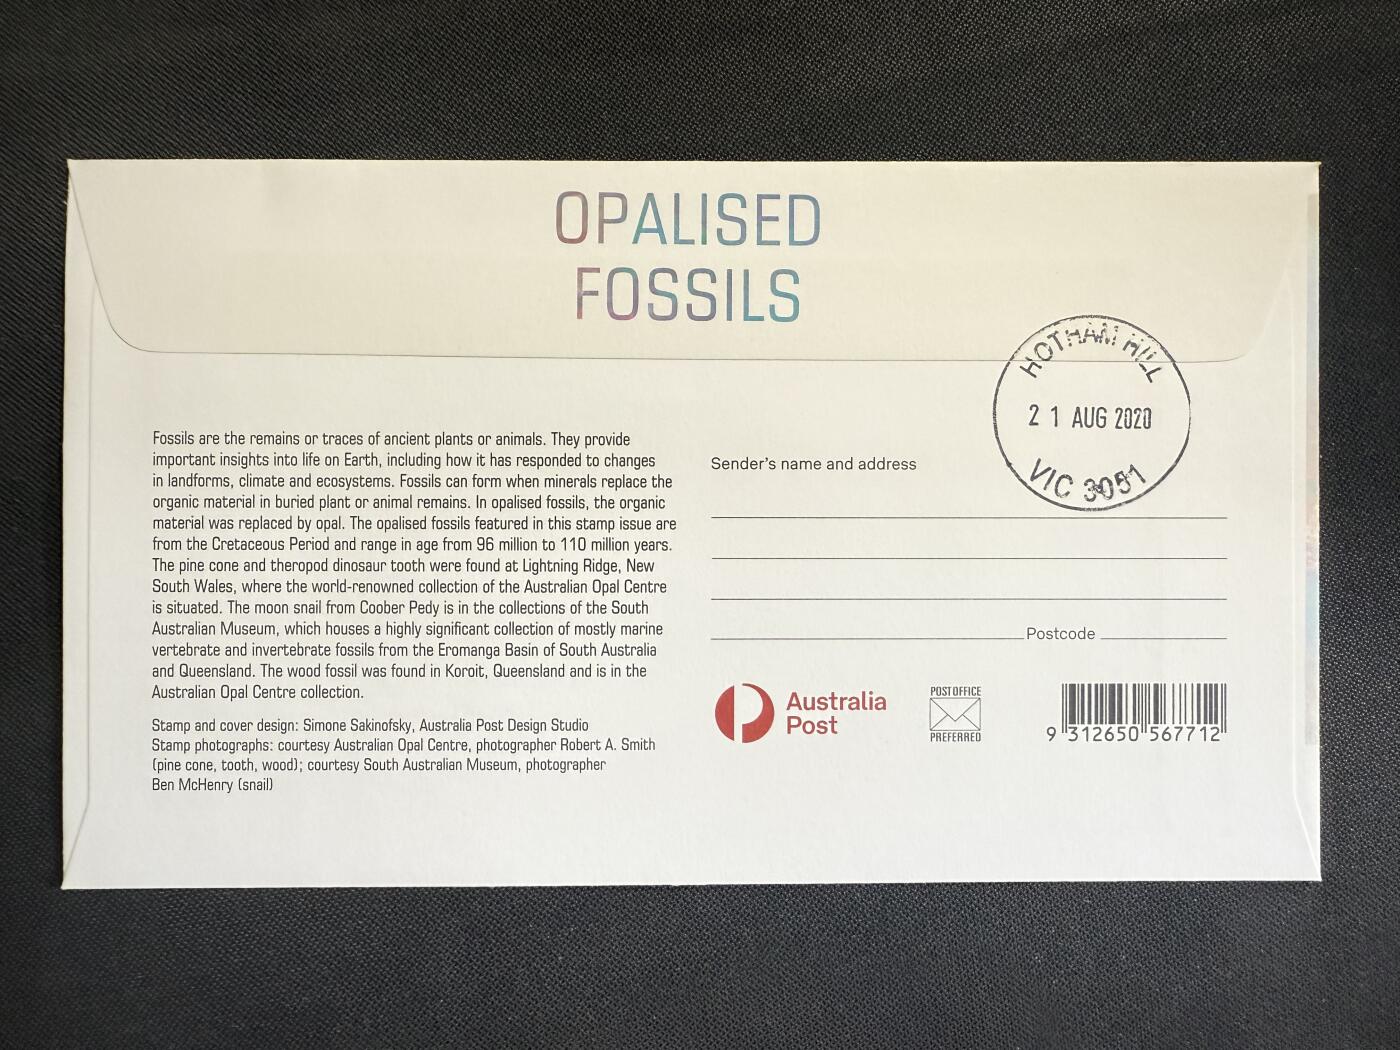 OPALISED
FOSSILS
HOTHAM HILL
2 1 AUG 2020
VIC 3051
Fossils are the remains or traces of ancient plants or animals. They provide
important insights into life on Earth, including how it has responded to changes
in landforms, climate and ecosystems. Fossils can form when minerals replace the
organic material in buried plant or animal remains. In opalised fossils, the organic
material was replaced by opal. The opalised fossils featured in this stamp issue are
from the Cretaceous Period and range in age from 96 million to 110 million years.
The pine cone and theropod dinosaur tooth were found at Lightning Ridge, New
South Wales, where the world-renowned collection of the Australian Opal Centre
is situated. The moon snail from Coober Pedy is in the collections of the South
Australian Museum, which houses a highly significant collection of mostly marine
vertebrate and invertebrate fossils from the Eromanga Basin of South Australia
and Queensland. The wood fossil was found in Koroit, Queensland and is in the
Australian Opal Centre collection.
Stamp and cover design: Simone Sakinofsky, Australia Post Design Studio
Stamp photographs: courtesy Australian Opal Centre, photographer Robert A. Smith
(pine cone, tooth, wood); courtesy South Australian Museum, photographer
Ben McHenry (snail)
Sender's name and address
Postcode
Australia
Post
POST OFFICE
PREFERRED
9 312650 567712